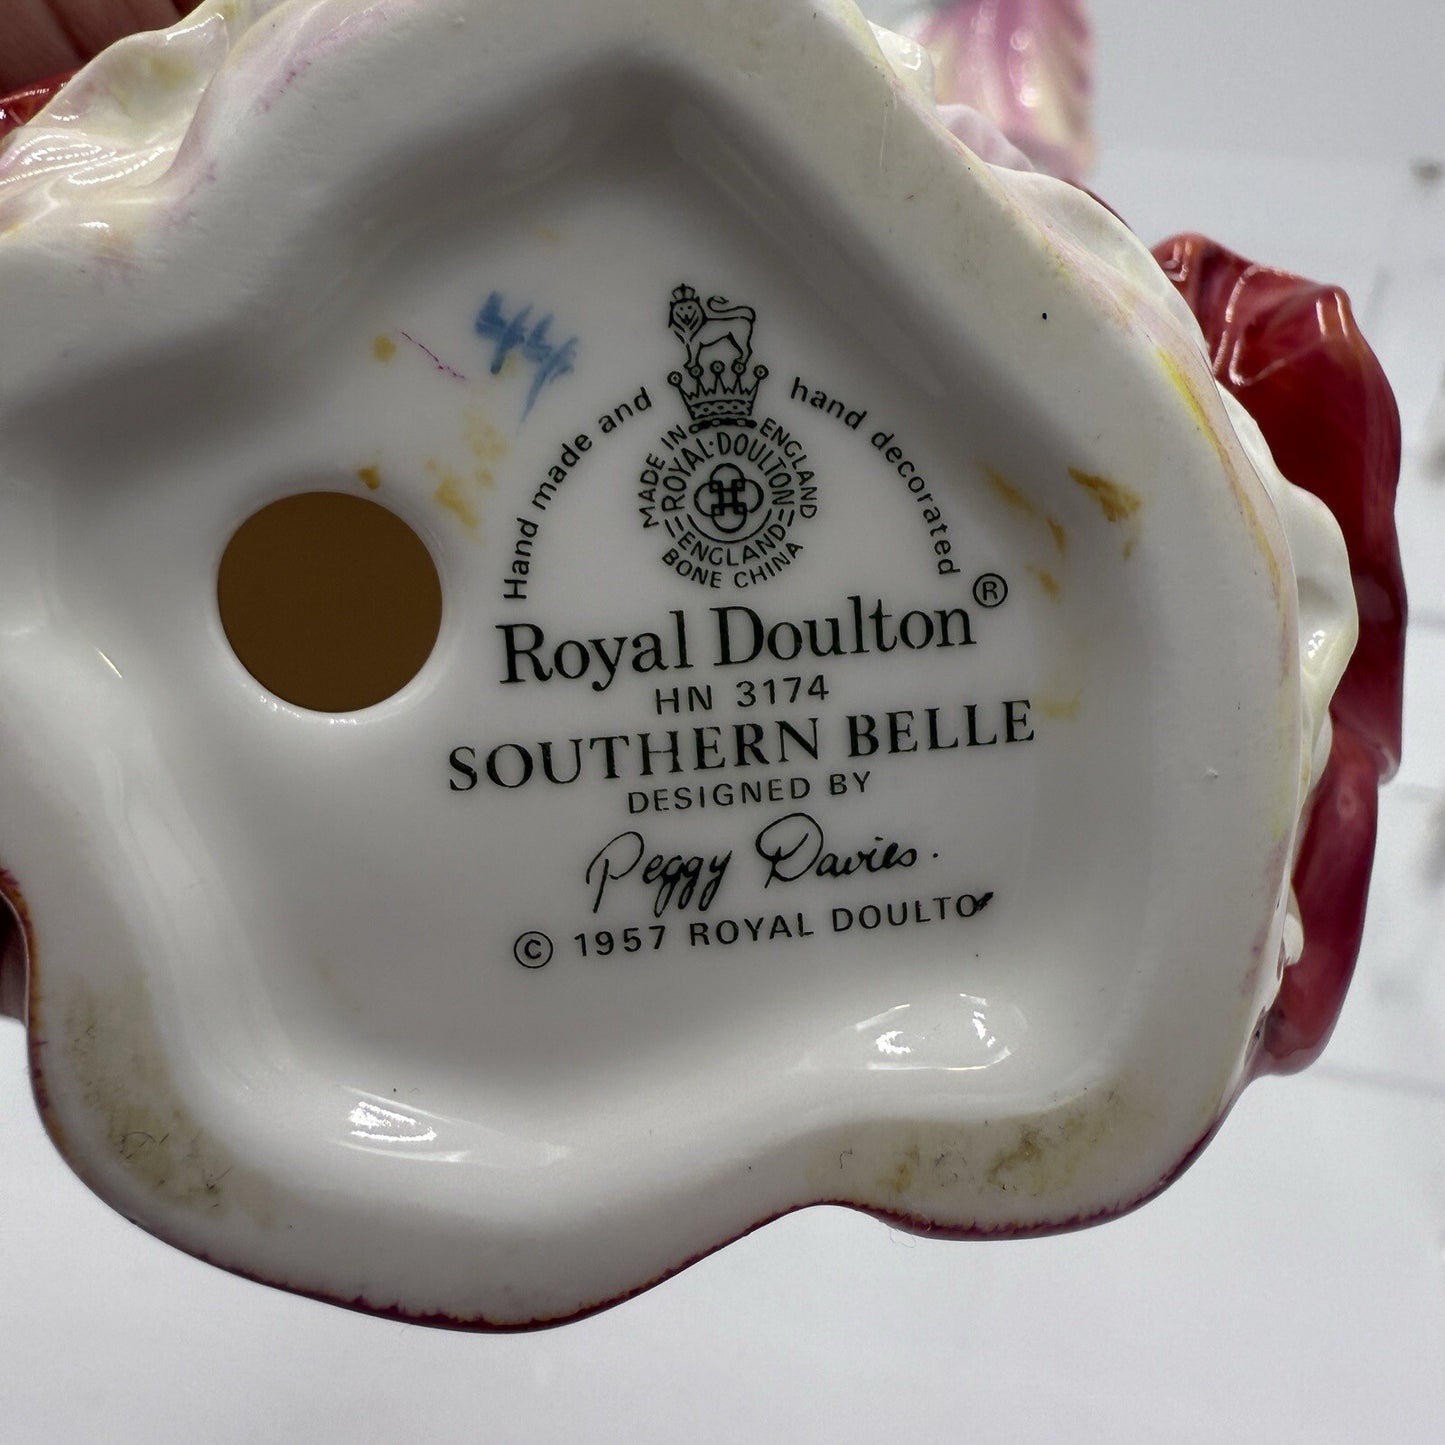 Hand made and hand decorated
MADE IN ENGLAND
ROYAL·DOULTON
ENGLAND
BONE CHINA
Royal Doulton®
HN 3174
SOUTHERN BELLE
DESIGNED BY
Peggy Davies.
© 1957 ROYAL DOULTO